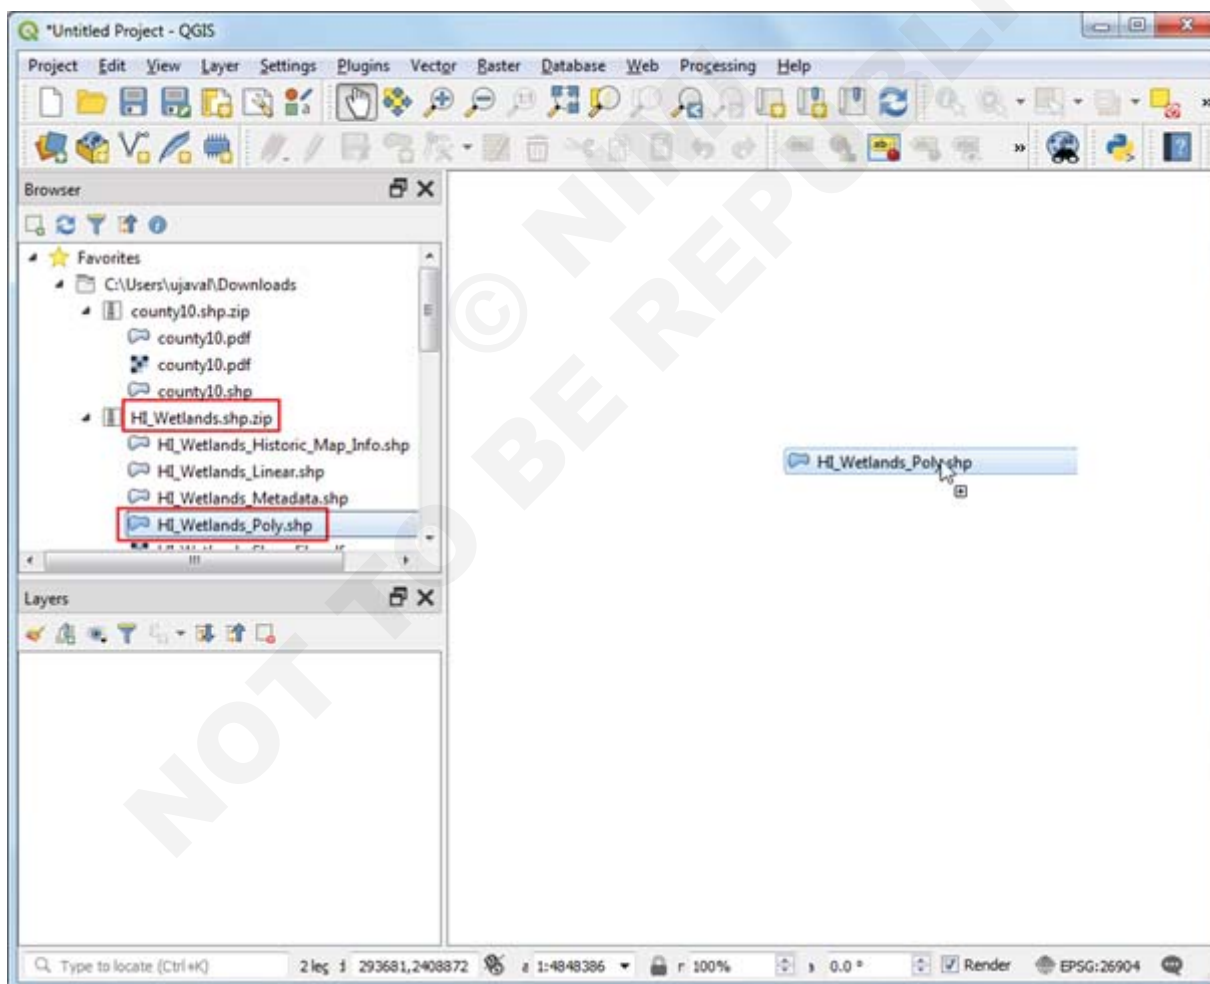 *Untitled Project - QGIS
Project Edit View Layer Settings Plugins Vector Raster Database Web Processing Help
Browser
Favorites
C:\Users\ujaval\Downloads
county10.shp.zip
county10.pdf
county10.pdf
county10.shp
HI_Wetlands.shp.zip
HI_Wetlands_Historic_Map_Info.shp
HI_Wetlands_Linear.shp
HI_Wetlands_Metadata.shp
HI_Wetlands_Poly.shp
HI_Wetlands_Poly.shp
Layers
Type to locate (Ctrl+K) 2 leg 293681,2408872 1:4848386 r 100% 0.0 ° Render EPSG:26904
NOT TO BE REPUBLI
© NI